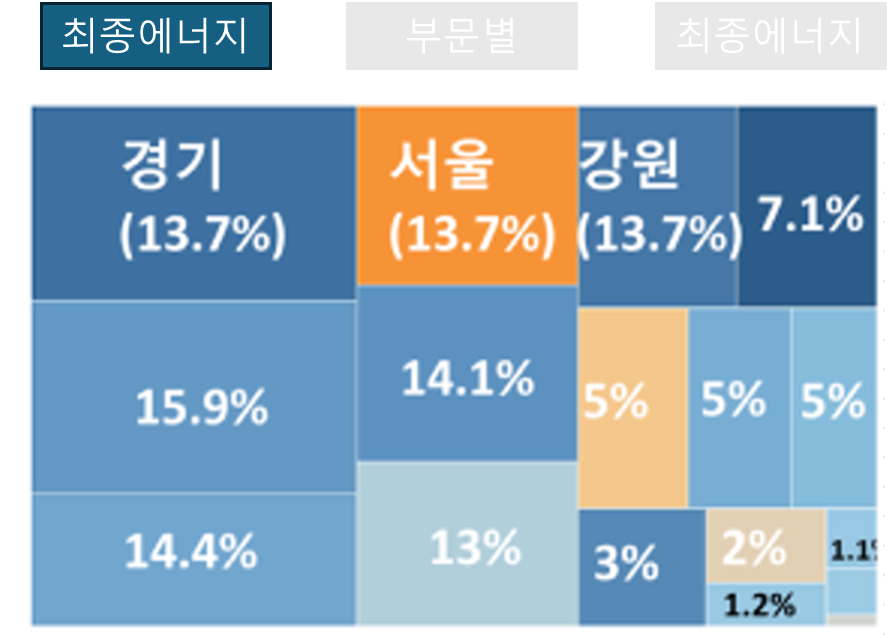 최종에너지
부문별
최종에너지
경기
(13.7%)
서울
(13.7%)
강원
(13.7%)
7.1%
15.9%
14.1%
5%
5%
5%
14.4%
13%
3%
2%
1.1%
1.2%